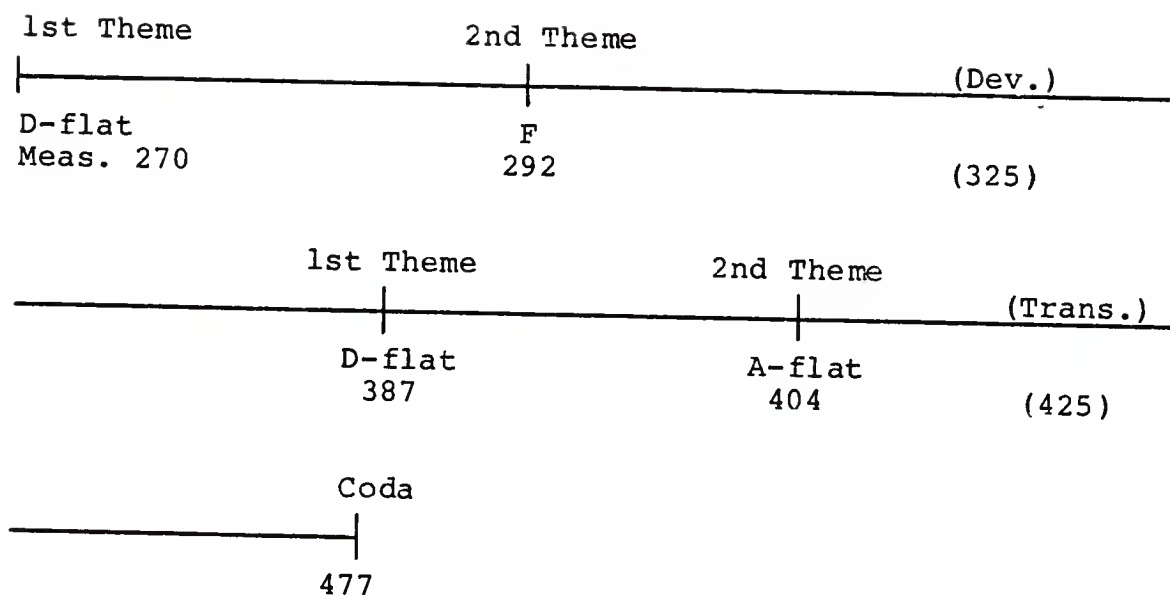 1st Theme 2nd Theme (Dev.)
D-flat F
Meas. 270 292 (325)
1st Theme 2nd Theme (Trans.)
D-flat A-flat
387 404 (425)
Coda
477